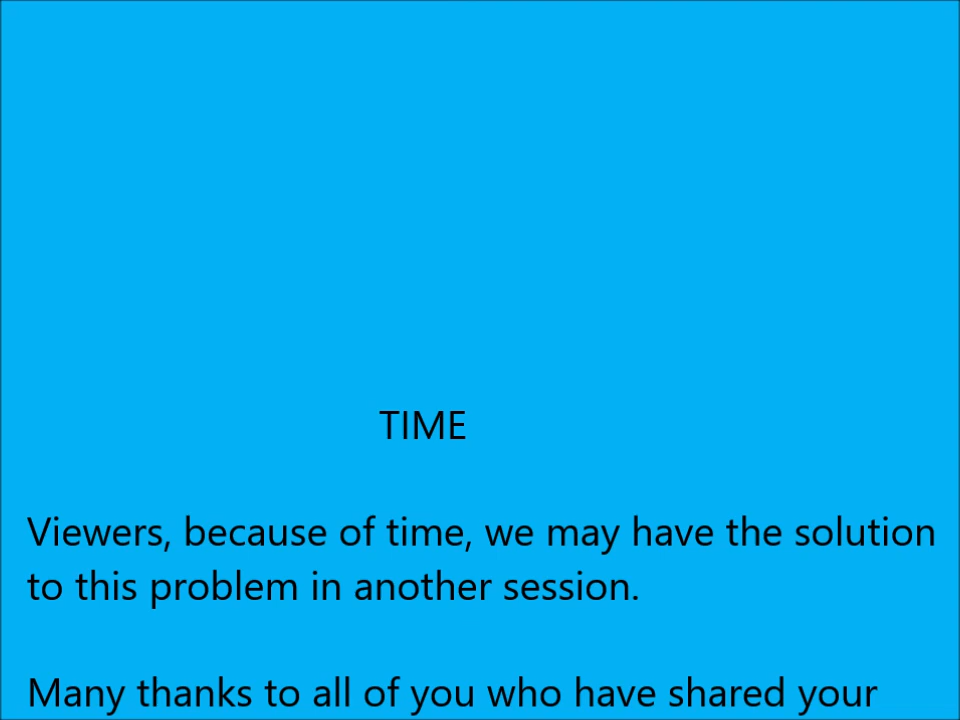 TIME
Viewers, because of time, we may have the solution
to this problem in another session.
Many thanks to all of you who have shared your